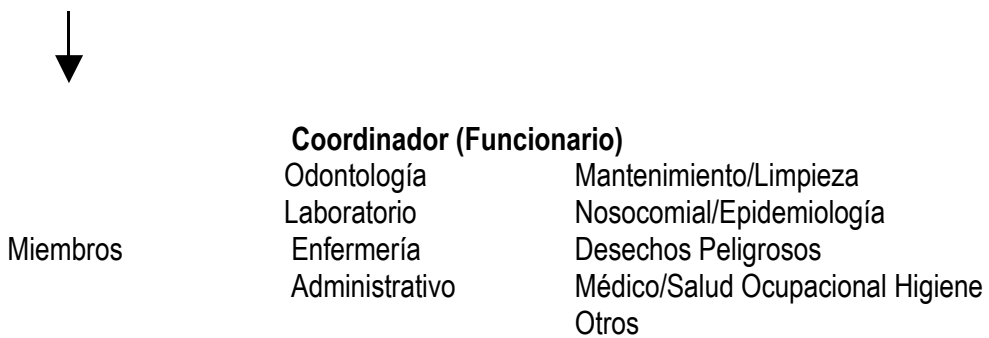 Coordinador (Funcionario)
Odontología Mantenimiento/Limpieza
Laboratorio Nosocomial/Epidemiología
Miembros Enfermería Desechos Peligrosos
Administrativo Médico/Salud Ocupacional Higiene
Otros